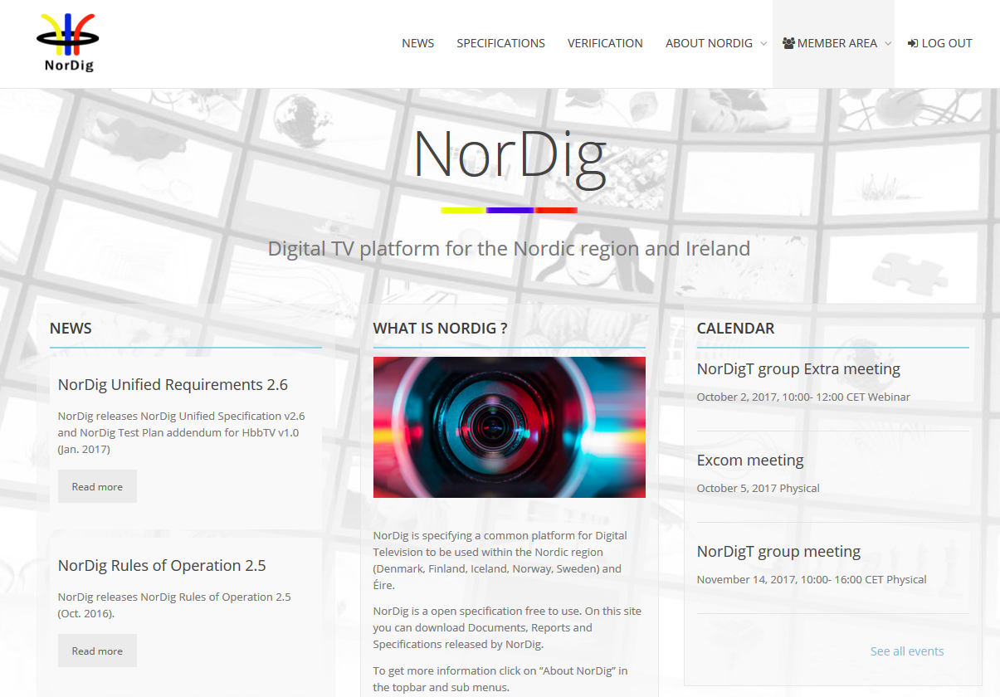 NorDig
NEWS
SPECIFICATIONS
VERIFICATION
ABOUT NORDIG
MEMBER AREA
LOG OUT
NorDig
Digital TV platform for the Nordic region and Ireland
NEWS
NorDig Unified Requirements 2.6
NorDig releases NorDig Unified Specification v2.6
and NorDig Test Plan addendum for HbbTV v1.0
(Jan. 2017)
Read more
NorDig Rules of Operation 2.5
NorDig releases NorDig Rules of Operation 2.5
(Oct. 2016).
Read more
WHAT IS NORDIG ?
NorDig is specifying a common platform for Digital
Television to be used within the Nordic region
(Denmark, Finland, Iceland, Norway, Sweden) and
Éire.
NorDig is a open specification free to use. On this site
you can download Documents, Reports and
Specifications released by NorDig.
To get more information click on “About NorDig” in
the topbar and sub menus.
CALENDAR
NorDigT group Extra meeting
October 2, 2017, 10:00- 12:00 CET Webinar
Excom meeting
October 5, 2017 Physical
NorDigT group meeting
November 14, 2017, 10:00- 16:00 CET Physical
See all events